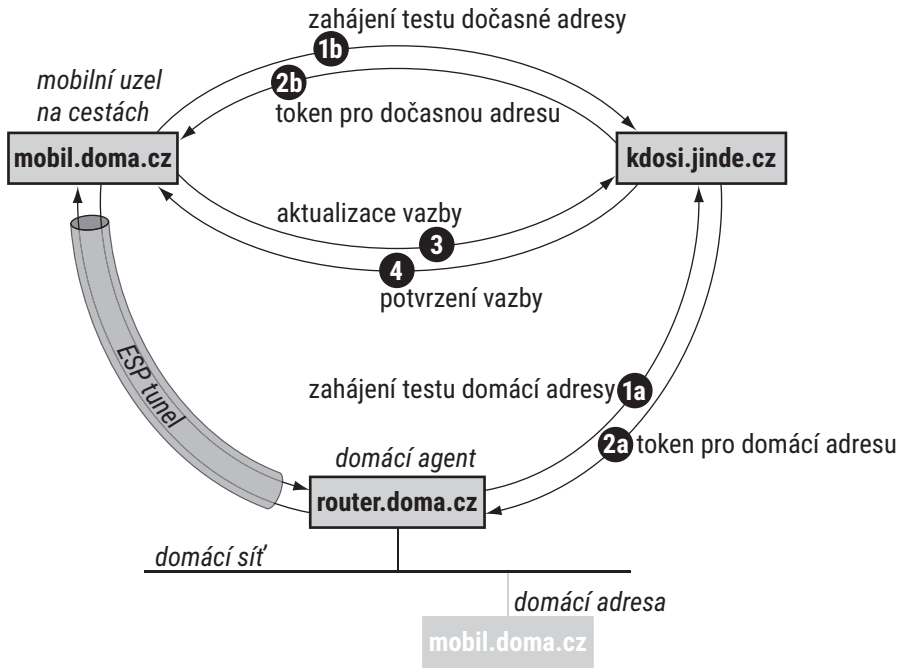 zahájení testu dočasné adresy
1b
mobilní uzel
na cestách
2b
token pro dočasnou adresu
mobil.doma.cz
kdosi.jinde.cz
aktualizace vazby
3
4
potvrzení vazby
ESP tunel
zahájení testu domácí adresy 1a
2a token pro domácí adresu
domácí agent
router.doma.cz
domácí síť
domácí adresa
mobil.doma.cz